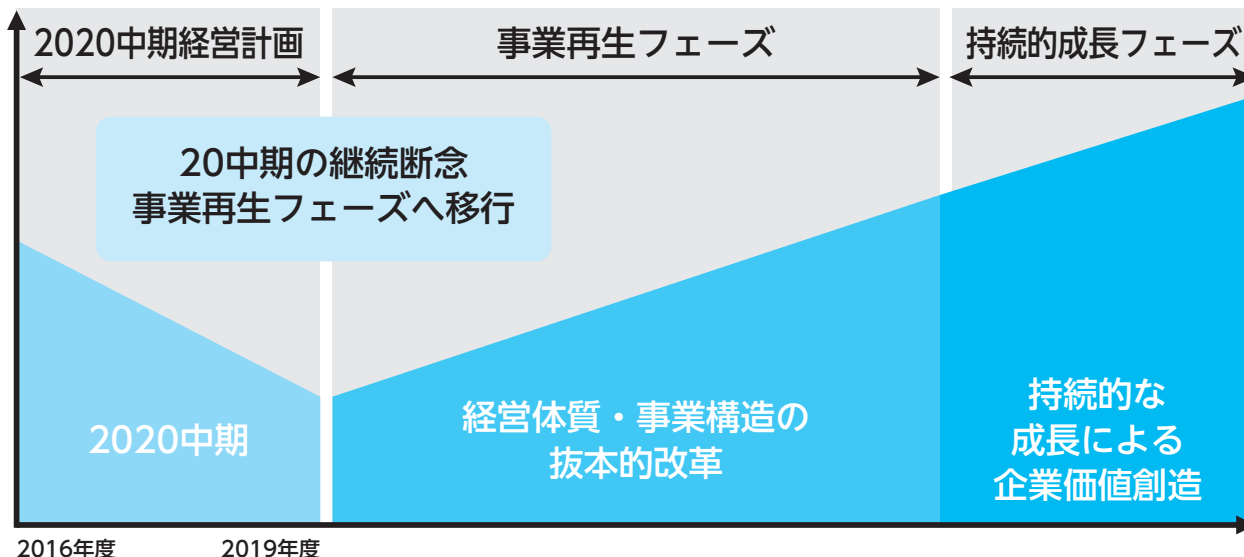 2020中期経営計画
事業再生フェーズ
持続的成長フェーズ
20中期の継続断念
事業再生フェーズへ移行
2020中期
経営体質・事業構造の
抜本的改革
持続的な
成長による
企業価値創造
2016年度
2019年度